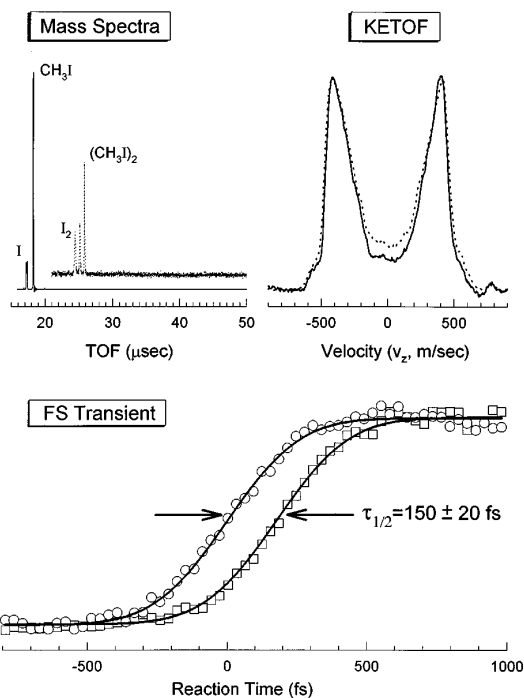 Mass Spectra
KETOF
CH₃I
(CH₃I)₂
I₂
I
20 30 40 50
-500 0 500
TOF (μsec)
Velocity (v_z, m/sec)
FS Transient
τ₁/₂=150 ± 20 fs
-500 0 500 1000
Reaction Time (fs)